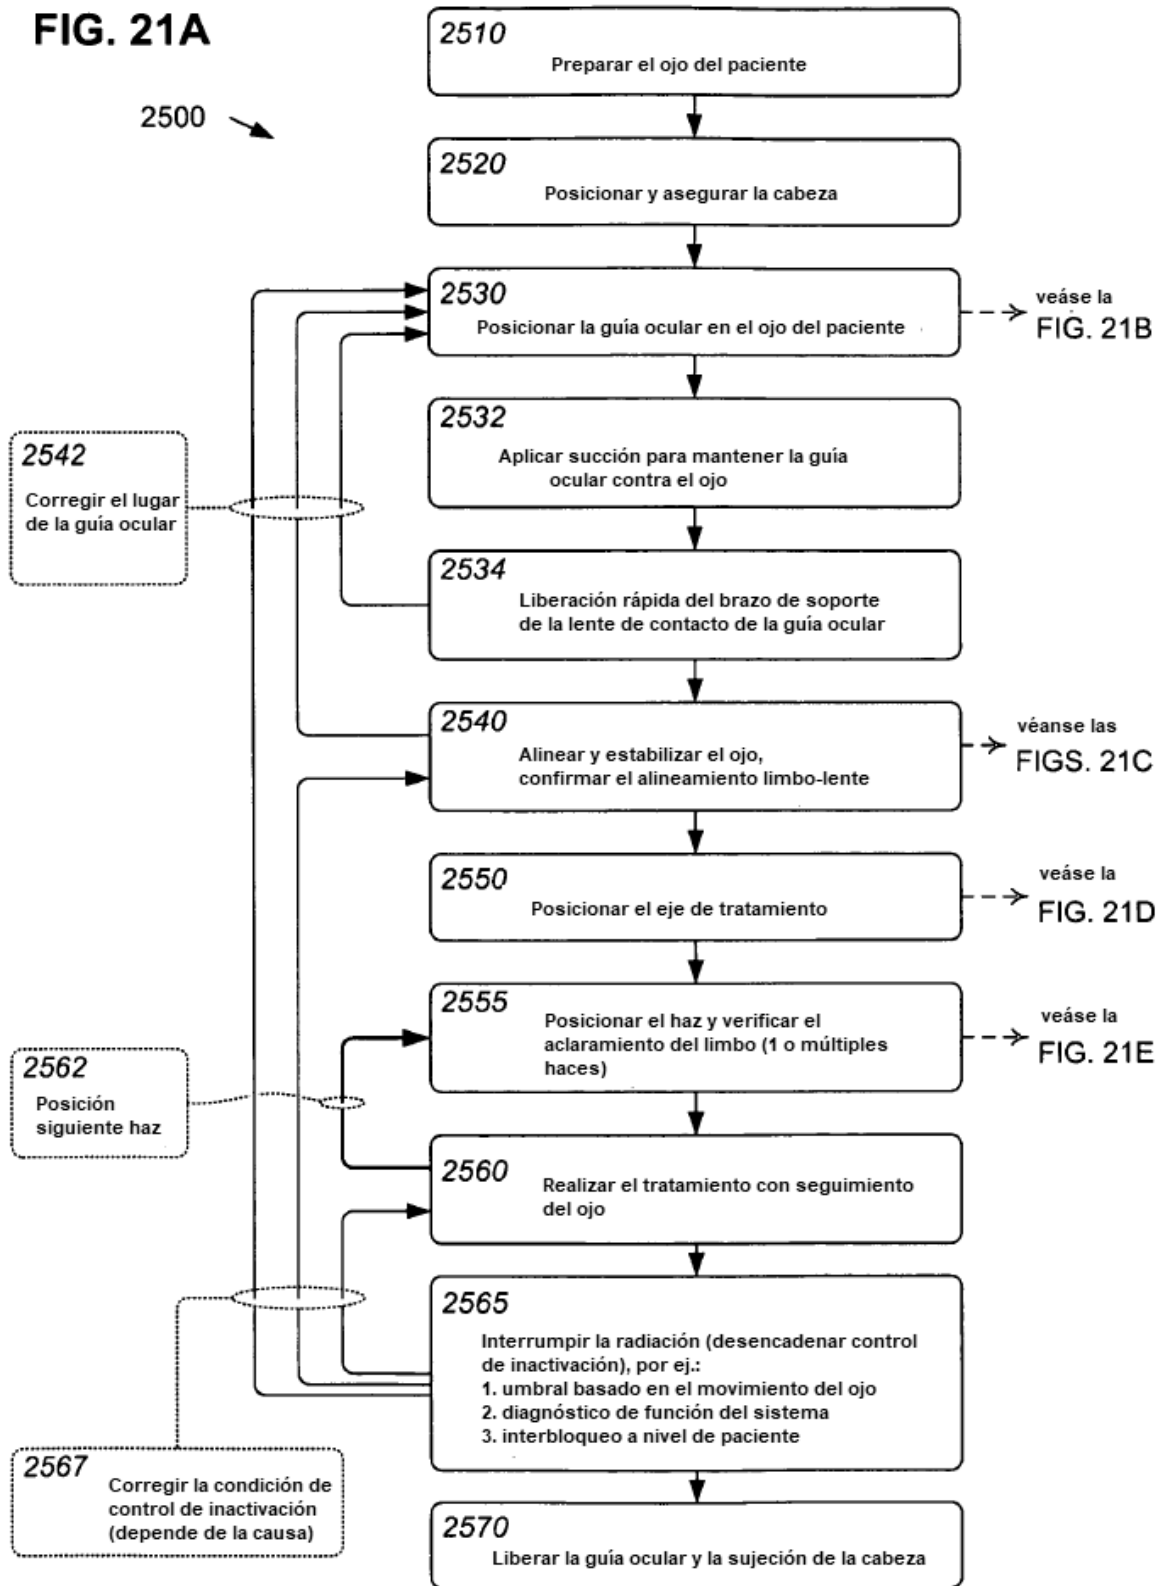 FIG. 21A
2500
2510
Preparar el ojo del paciente
2520
Posicionar y asegurar la cabeza
2530
Posicionar la guía ocular en el ojo del paciente
veáse la
FIG. 21B
2532
Aplicar succión para mantener la guía
ocular contra el ojo
2542
Corregir el lugar
de la guía ocular
2534
Liberación rápida del brazo de soporte
de la lente de contacto de la guía ocular
2540
Alinear y estabilizar el ojo,
confirmar el alineamiento limbo-lente
véanse las
FIGS. 21C
2550
Posicionar el eje de tratamiento
veáse la
FIG. 21D
2555
Posicionar el haz y verificar el
aclaramiento del limbo (1 o múltiples
haces)
veáse la
FIG. 21E
2562
Posición
siguiente haz
2560
Realizar el tratamiento con seguimiento
del ojo
2565
Interrumpir la radiación (desencadenar control
de inactivación), por ej.:
1. umbral basado en el movimiento del ojo
2. diagnóstico de función del sistema
3. interbloqueo a nivel de paciente
2567
Corregir la condición de
control de inactivación
(depende de la causa)
2570
Liberar la guía ocular y la sujeción de la cabeza